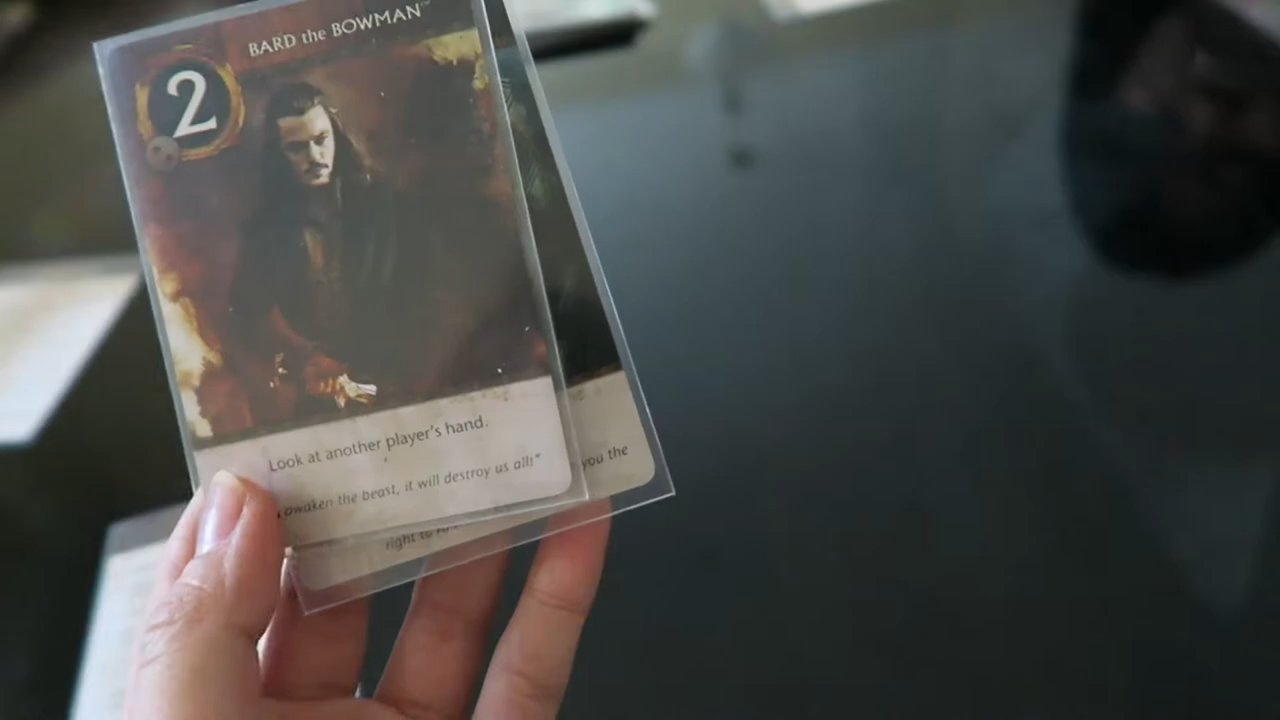 BARD the BOWMAN™
2
Look at another player's hand.
awaken the beast, it will destroy us all!"
you the
right to